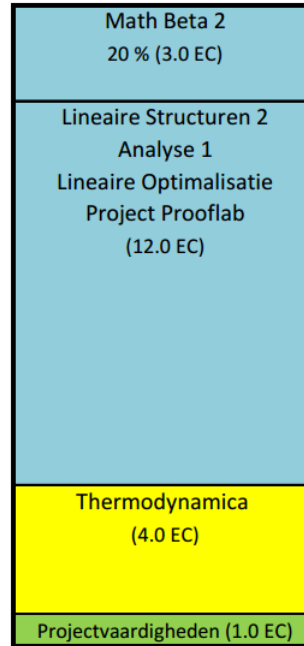 Math Beta 2
20 % (3.0 EC)
Lineaire Structuren 2
Analyse 1
Lineaire Optimalisatie
Project Prooflab
(12.0 EC)
Thermodynamica
(4.0 EC)
Projectvaardigheden (1.0 EC)